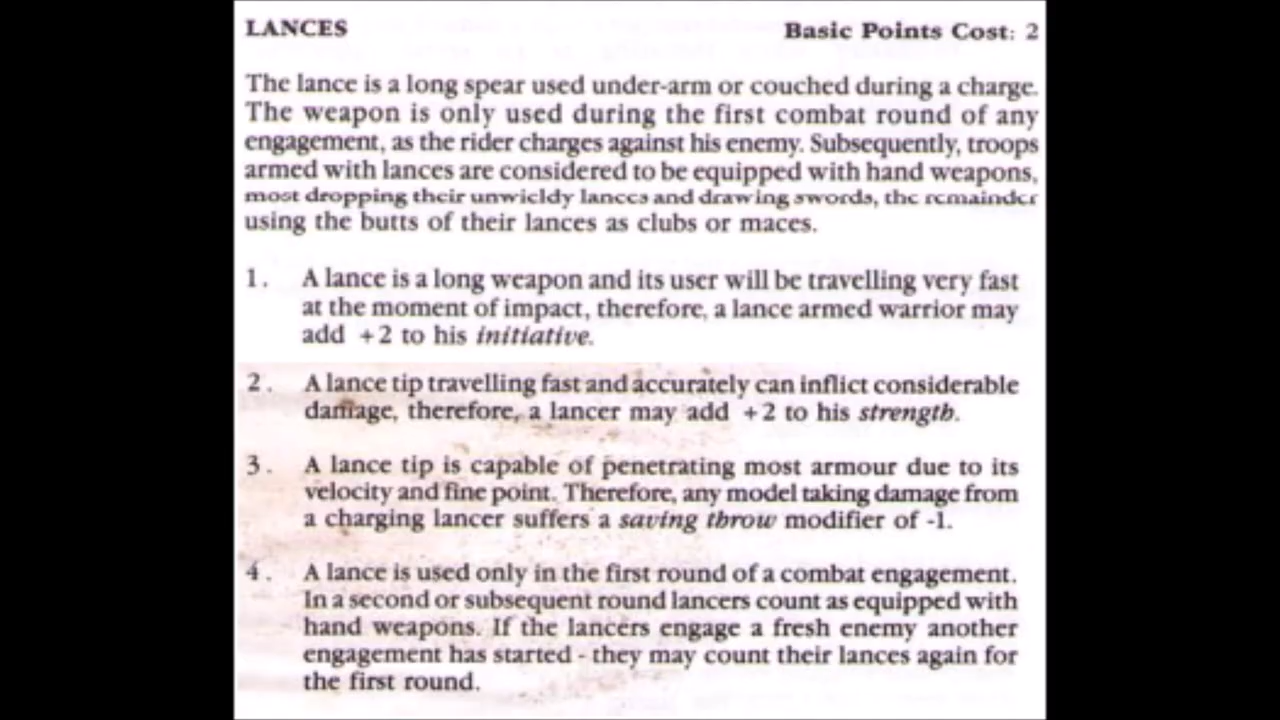 LANCES Basic Points Cost: 2
The lance is a long spear used under-arm or couched during a charge.
The weapon is only used during the first combat round of any
engagement, as the rider charges against his enemy. Subsequently, troops
armed with lances are considered to be equipped with hand weapons,
most dropping their unwieldy lances and drawing swords, the remainder
using the butts of their lances as clubs or maces.
1. A lance is a long weapon and its user will be travelling very fast
at the moment of impact, therefore, a lance armed warrior may
add +2 to his initiative.
2. A lance tip travelling fast and accurately can inflict considerable
damage, therefore, a lancer may add +2 to his strength.
3. A lance tip is capable of penetrating most armour due to its
velocity and fine point. Therefore, any model taking damage from
a charging lancer suffers a saving throw modifier of -1.
4. A lance is used only in the first round of a combat engagement.
In a second or subsequent round lancers count as equipped with
hand weapons. If the lancers engage a fresh enemy another
engagement has started - they may count their lances again for
the first round.